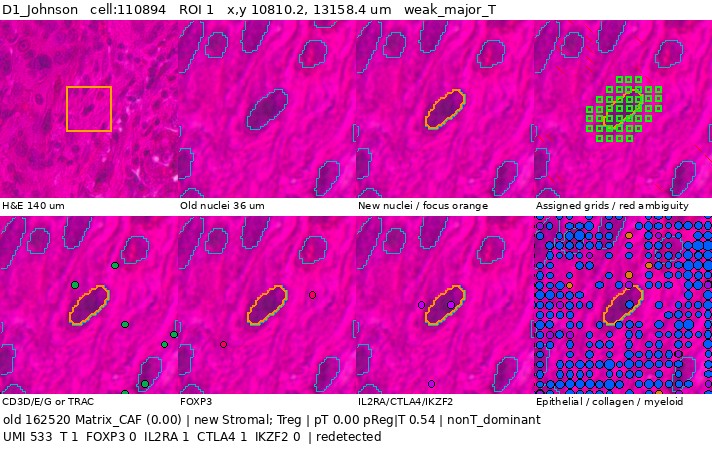 D1_Johnson cell:110894 ROI 1 x,y 10810.2, 13158.4 um weak_major_T
H&E 140 um
Old nuclei 36 um
New nuclei / focus orange
Assigned grids / red ambiguity
CD3D/E/G or TRAC
FOXP3
IL2RA/CTLA4/IKZF2
Epithelial / collagen / myeloid
old 162520 Matrix_CAF (0.00) | new Stromal; Treg | pT 0.00 pReg|T 0.54 | nonT_dominant
UMI 533 T 1 FOXP3 0 IL2RA 1 CTLA4 1 IKZF2 0 | redetected